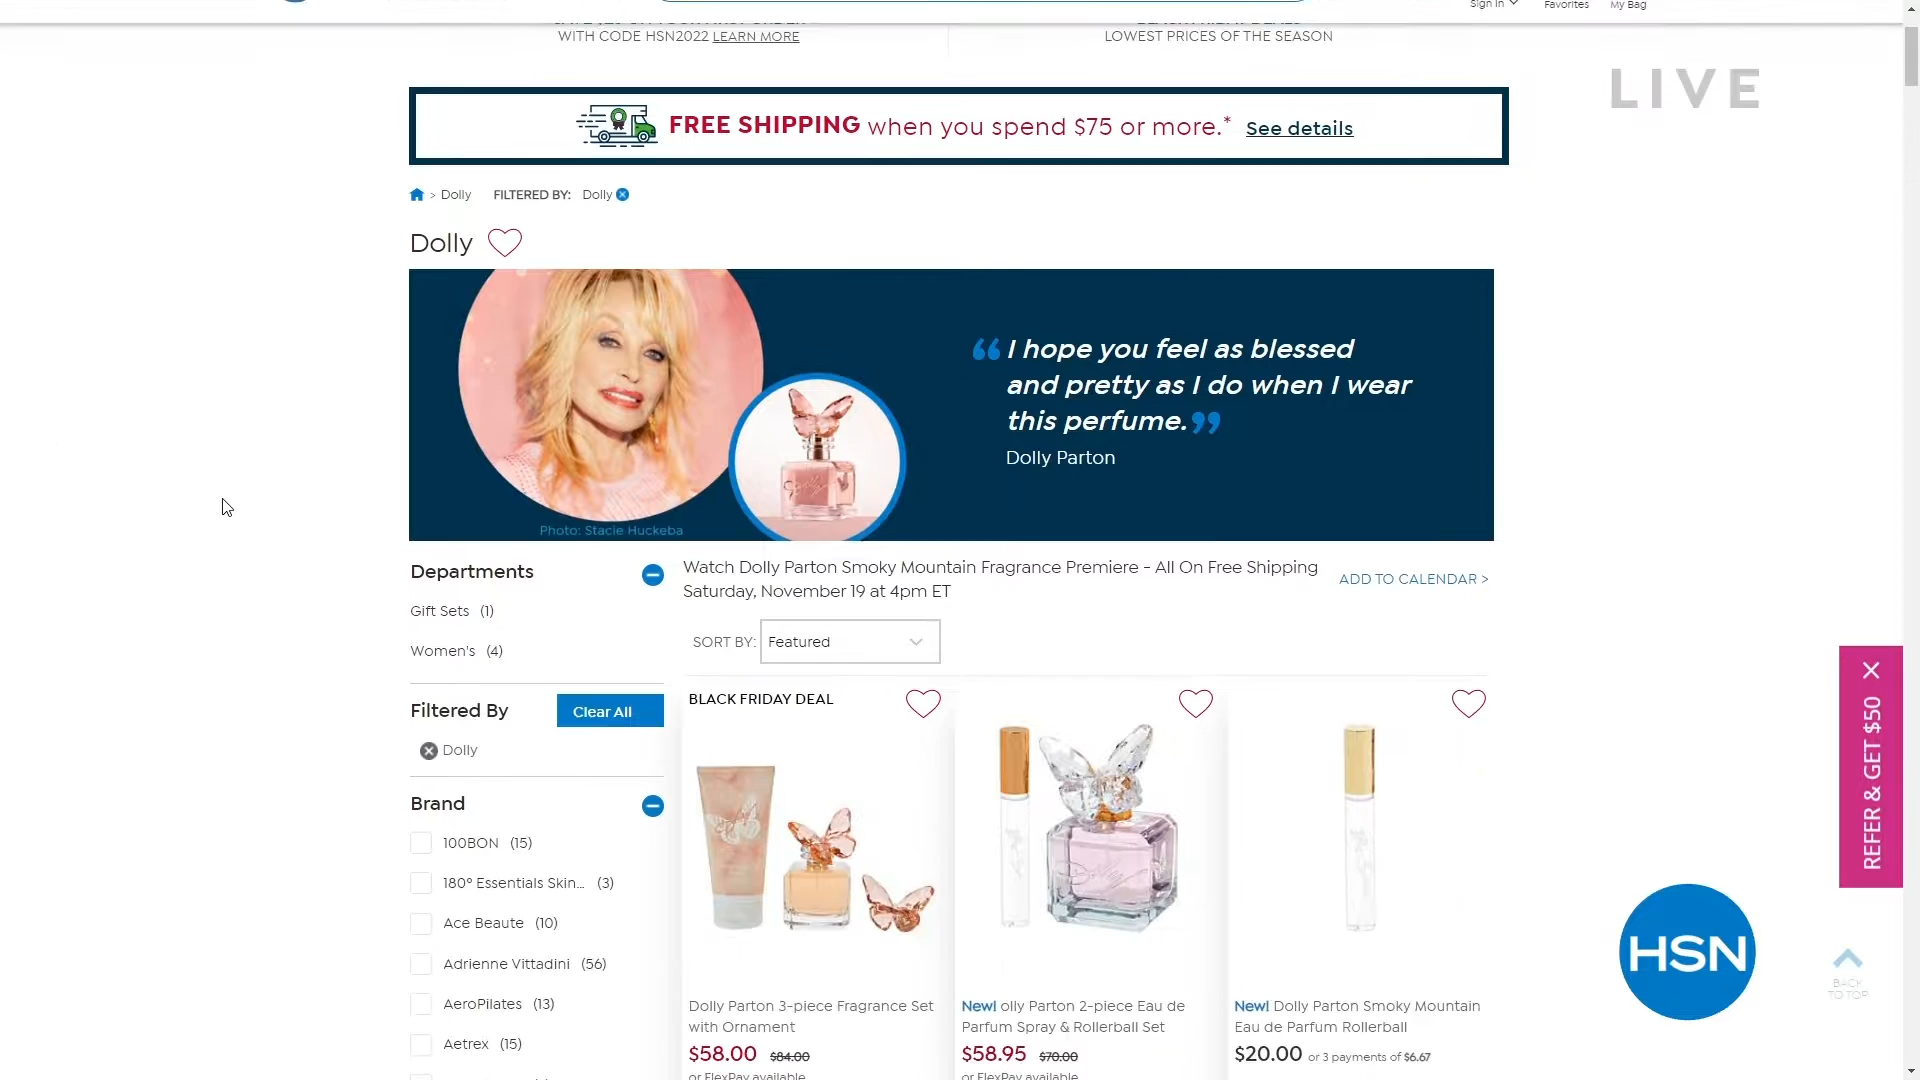 Sign In
Favorites
My Bag
WITH CODE HSN2022 LEARN MORE
LOWEST PRICES OF THE SEASON
LIVE
FREE SHIPPING when you spend $75 or more.* See details
> Dolly FILTERED BY: Dolly
Dolly
“ I hope you feel as blessed
and pretty as I do when I wear
this perfume.”
Dolly Parton
Photo: Stacie Huckeba
Departments
Gift Sets (1)
Women's (4)
Filtered By
Clear All
Dolly
Brand
100BON (15)
180° Essentials Skin... (3)
Ace Beaute (10)
Adrienne Vittadini (56)
AeroPilates (13)
Aetrex (15)
Watch Dolly Parton Smoky Mountain Fragrance Premiere - All On Free Shipping
Saturday, November 19 at 4pm ET
ADD TO CALENDAR >
SORT BY: Featured
BLACK FRIDAY DEAL
Dolly Parton 3-piece Fragrance Set
with Ornament
$58.00 $84.00
or FlexPay available
New! olly Parton 2-piece Eau de
Parfum Spray & Rollerball Set
$58.95 $70.00
or FlexPay available
New! Dolly Parton Smoky Mountain
Eau de Parfum Rollerball
$20.00 or 3 payments of $6.67
REFER & GET $50
HSN
BACK
TO TOP